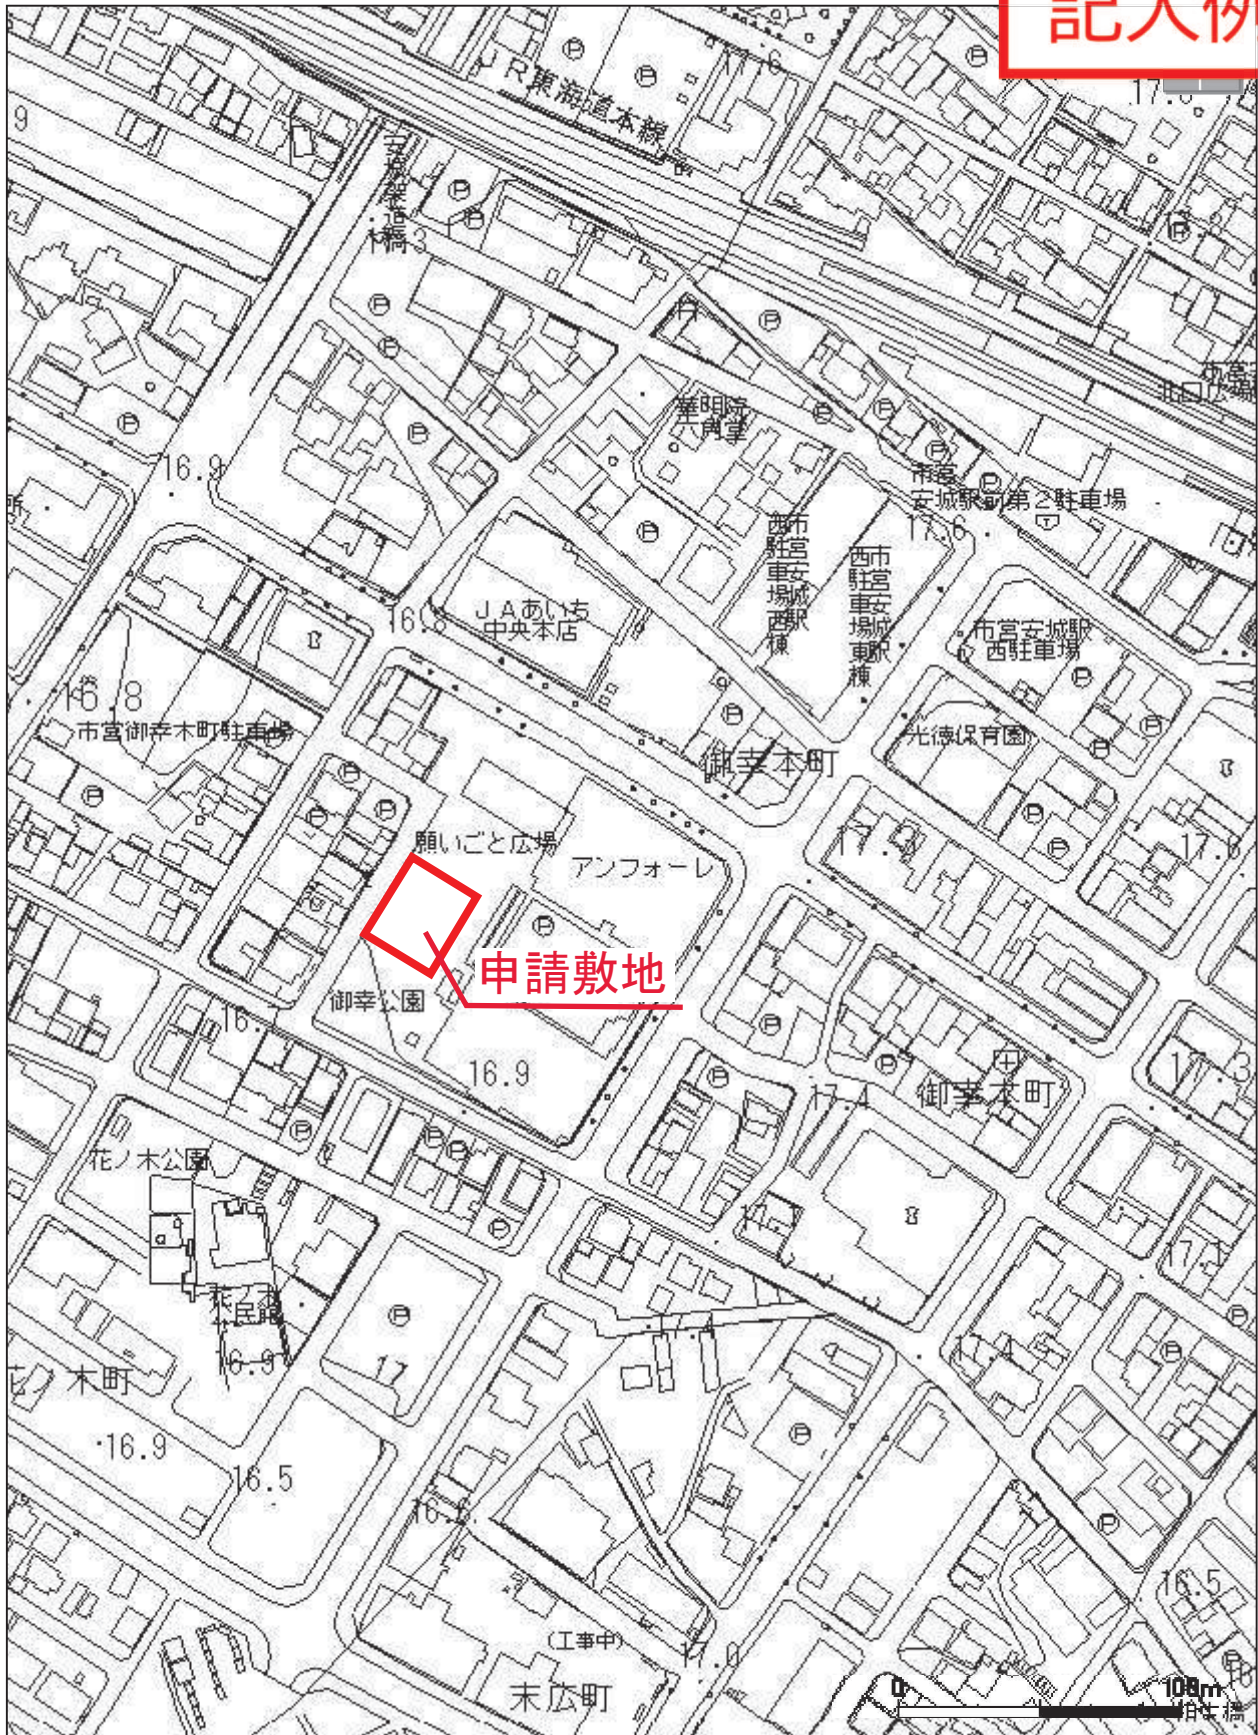 記入例
JR東海道本線
17.6
9
安城跨道橋
北口広場
華明院
六角堂
16.9
市営
安城駅前第2駐車場
17.6
市営安城駅
西駐車場西棟
市営安城駅
西駐車場東棟
JAあいち
中央本店
16.8
市営安城駅
西駐車場
16.8
市営御幸本町駐車場
御幸本町
光徳保育園
願いごと広場
アンフォーレ
17.6
申請敷地
御幸公園
16.9
17.3
17.4
御幸本町
花ノ木公園
17.1
17.1
花ノ木
公民館
16.9
17.4
17.4
17
花ノ木町
16.9
16.5
16.6
16.5
(工事中)
17.0
末広町
0
100m